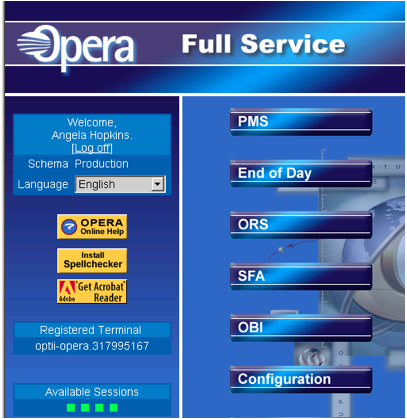 Opera Full Service
Welcome,
Angela Hopkins.
[Log off]
Schema Production
Language English
OPERA
Online Help
Install
Spellchecker
Get Acrobat
Adobe Reader
Registered Terminal
optii-opera.317995167
Available Sessions
PMS
End of Day
ORS
SFA
OBI
Configuration